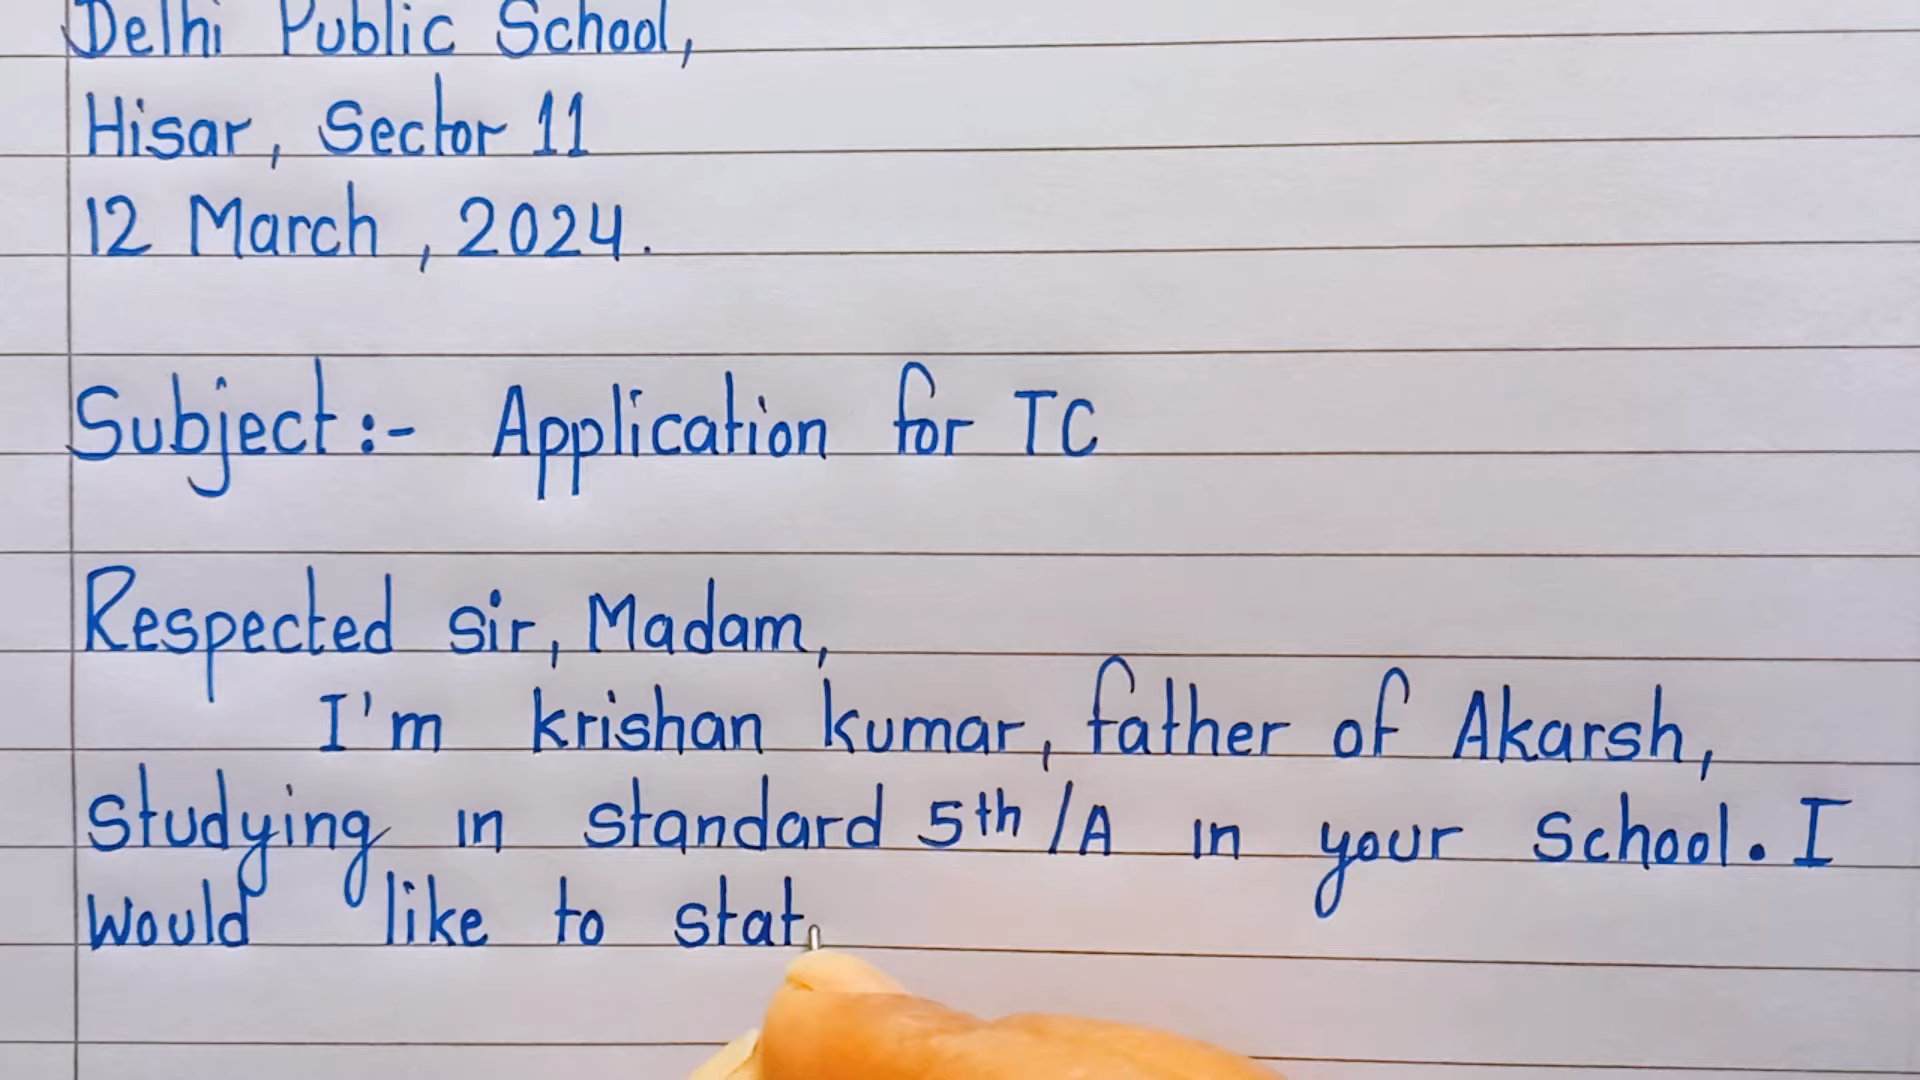 Delhi Public School,
Hisar, Sector 11
12 March, 2024.
Subject:- Application for TC
Respected sir, Madam,
I'm krishan kumar, father of Akarsh,
studying in standard 5th/A in your School. I
would like to stat